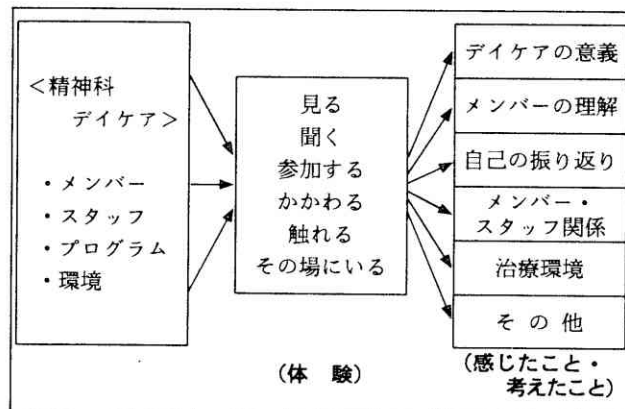 <精神科
デイケア>
・メンバー
・スタッフ
・プログラム
・環境
見る
聞く
参加する
かかわる
触れる
その場にいる
(体 験)
デイケアの意義
メンバーの理解
自己の振り返り
メンバー・
スタッフ関係
治療環境
そ の 他
(感じたこと・
考えたこと)